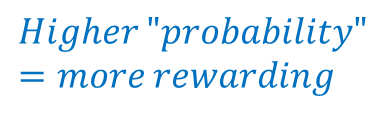 Higher "probability"
= more rewarding